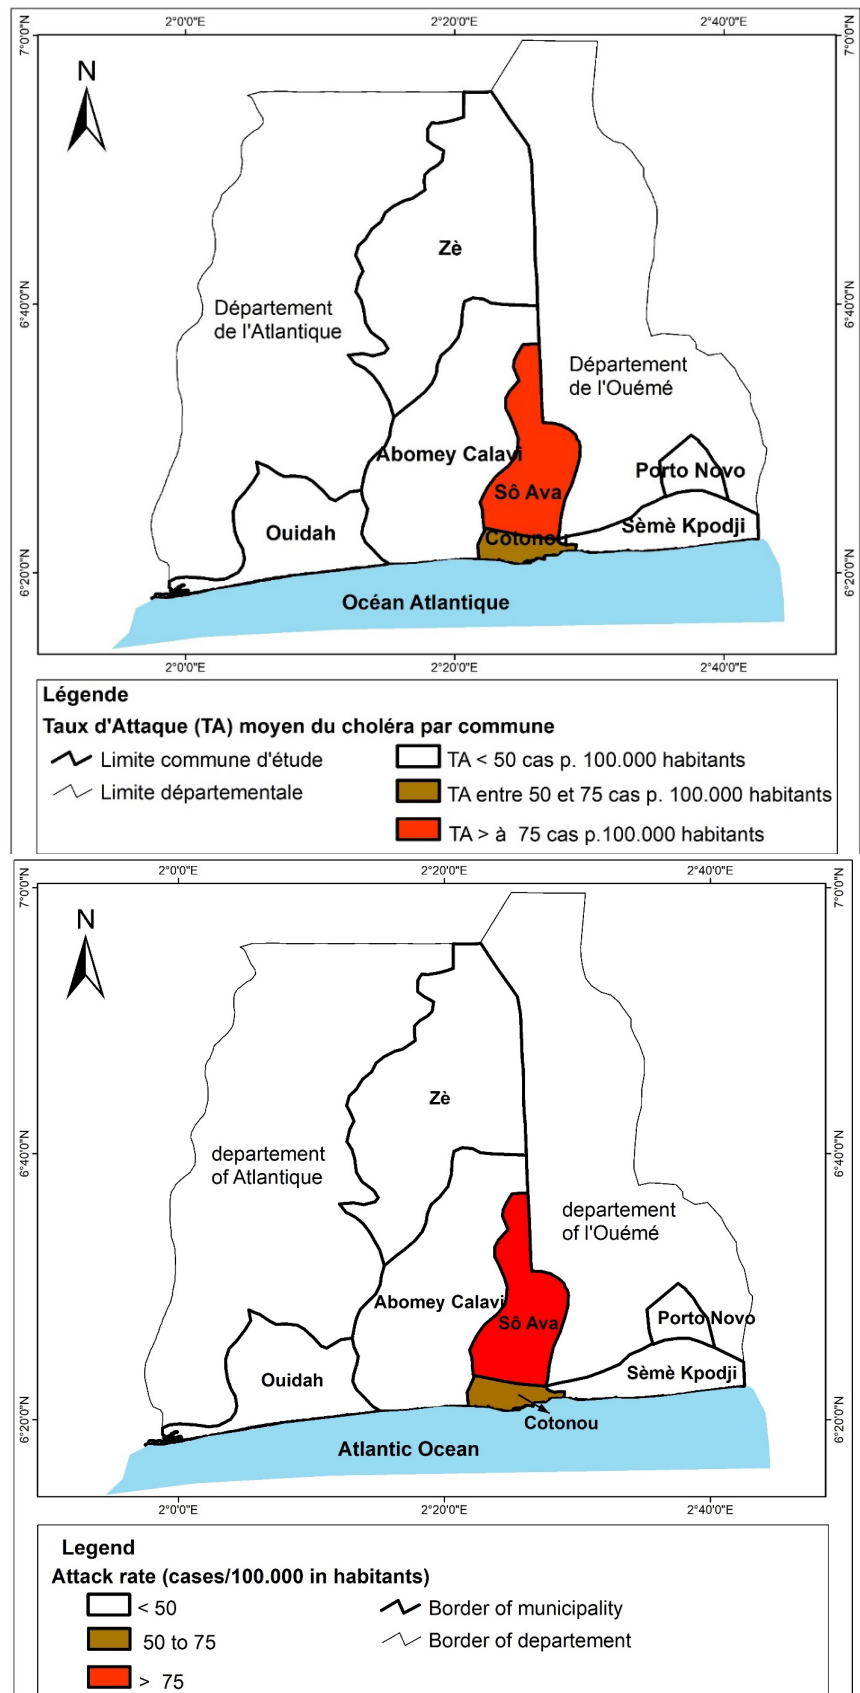 2°0'0"E 2°20'0"E 2°40'0"E
7°0'0"N 7°0'0"N
N
Zè
6°40'0"N 6°40'0"N
Département
de l'Atlantique
Département
de l'Ouémé
Abomey Calavi
Porto Novo
Sô Ava
Sèmè Kpodji
Ouidah
Cotonou
6°20'0"N 6°20'0"N
Océan Atlantique
2°0'0"E 2°20'0"E 2°40'0"E
Légende
Taux d'Attaque (TA) moyen du choléra par commune
Limite commune d'étude
Limite départementale
TA < 50 cas p. 100.000 habitants
TA entre 50 et 75 cas p. 100.000 habitants
TA > à 75 cas p.100.000 habitants
2°0'0"E 2°20'0"E 2°40'0"E
7°0'0"N 7°0'0"N
N
Zè
6°40'0"N 6°40'0"N
departement
of Atlantique
departement
of l'Ouémé
Abomey Calavi
Sô Ava
Porto Novo
Sèmè Kpodji
Ouidah
Cotonou
6°20'0"N 6°20'0"N
Atlantic Ocean
2°0'0"E 2°20'0"E 2°40'0"E
Legend
Attack rate (cases/100.000 in habitants)
< 50
50 to 75
> 75
Border of municipality
Border of departement